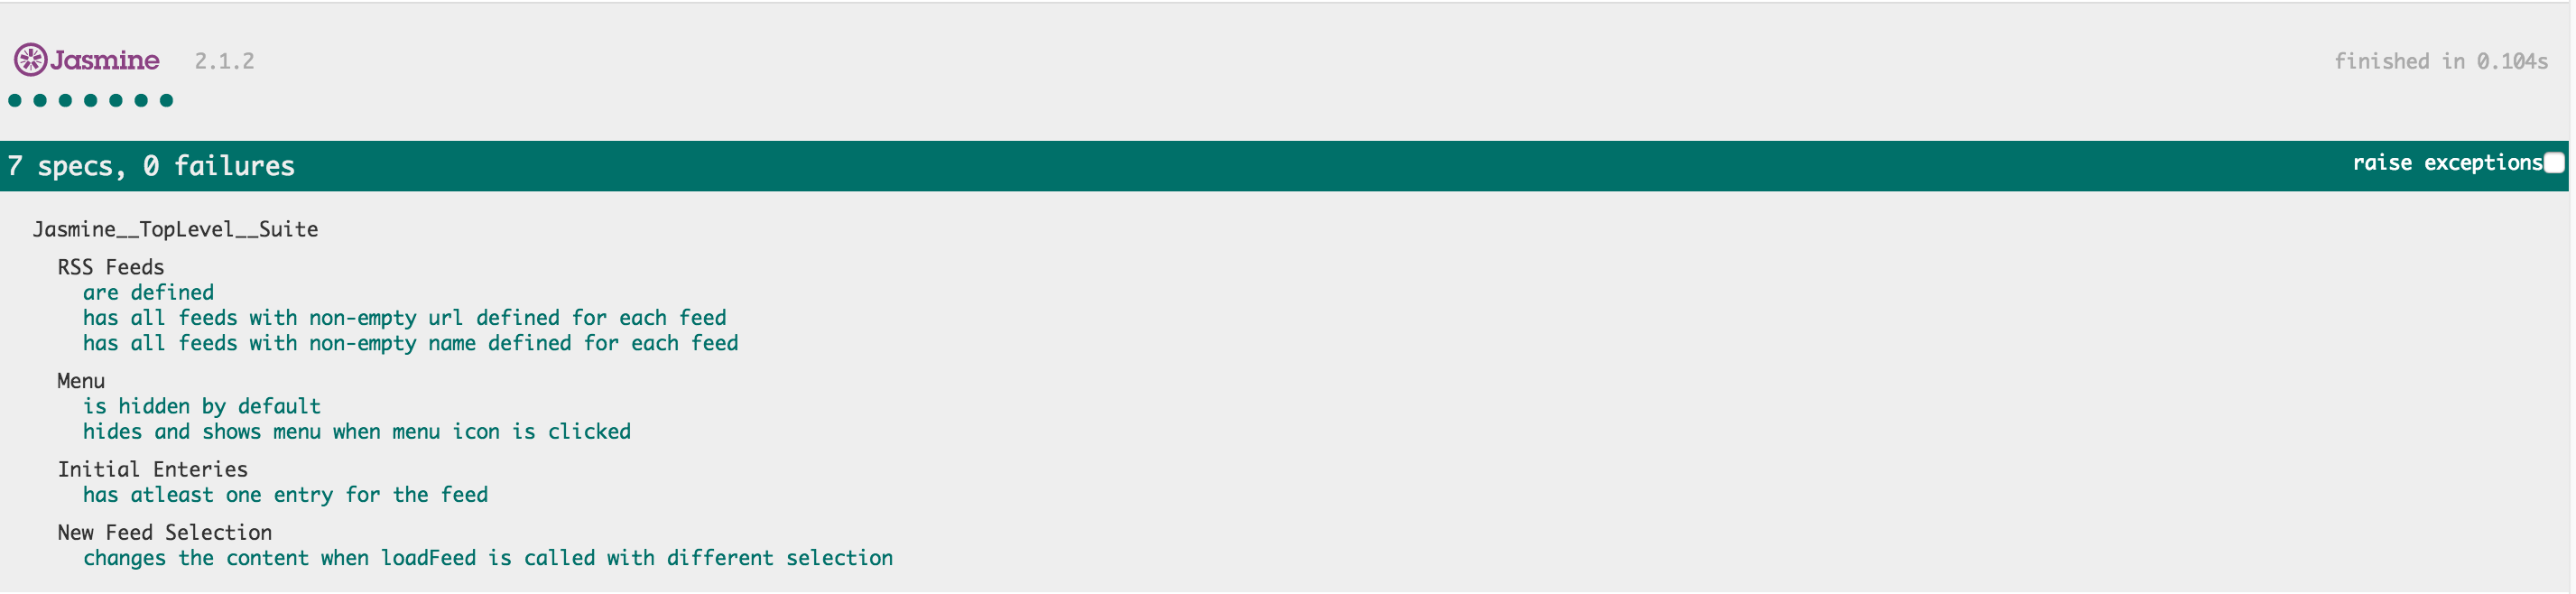 Jasmine 2.1.2 finished in 0.104s
7 specs, 0 failures raise exceptions
Jasmine__TopLevel__Suite
RSS Feeds
are defined
has all feeds with non-empty url defined for each feed
has all feeds with non-empty name defined for each feed
Menu
is hidden by default
hides and shows menu when menu icon is clicked
Initial Enteries
has atleast one entry for the feed
New Feed Selection
changes the content when loadFeed is called with different selection